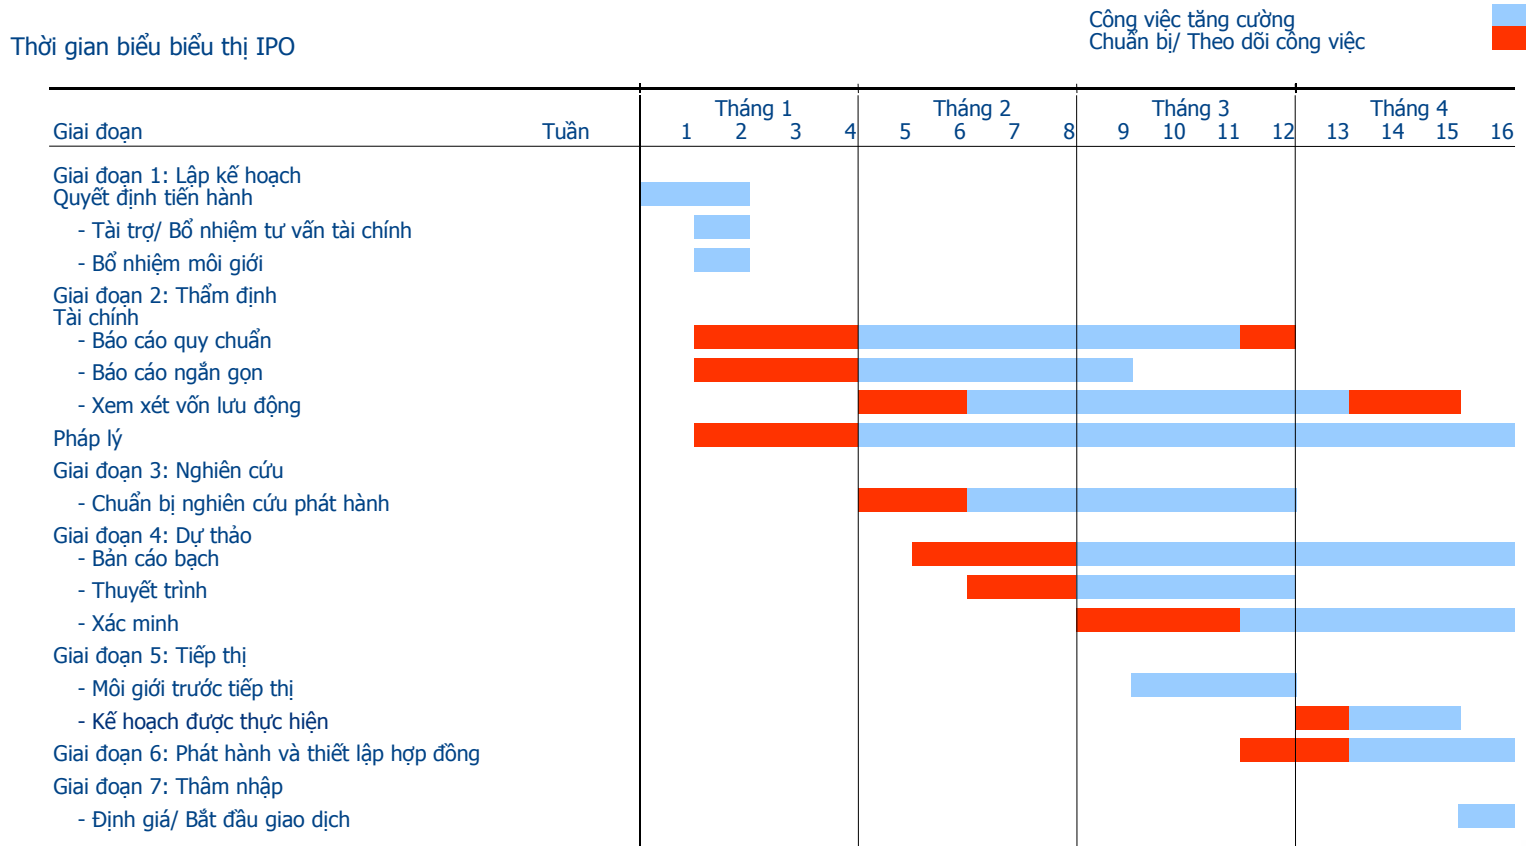 Công việc tăng cường
Chuẩn bị/ Theo dõi công việc
Thời gian biểu biểu thị IPO
Tháng 1 Tháng 2 Tháng 3 Tháng 4
Giai đoạn Tuần 1 2 3 4 5 6 7 8 9 10 11 12 13 14 15 16
Giai đoạn 1: Lập kế hoạch
Quyết định tiến hành
- Tài trợ/ Bổ nhiệm tư vấn tài chính
- Bổ nhiệm môi giới
Giai đoạn 2: Thẩm định
Tài chính
- Báo cáo quy chuẩn
- Báo cáo ngắn gọn
- Xem xét vốn lưu động
Pháp lý
Giai đoạn 3: Nghiên cứu
- Chuẩn bị nghiên cứu phát hành
Giai đoạn 4: Dự thảo
- Bản cáo bạch
- Thuyết trình
- Xác minh
Giai đoạn 5: Tiếp thị
- Môi giới trước tiếp thị
- Kế hoạch được thực hiện
Giai đoạn 6: Phát hành và thiết lập hợp đồng
Giai đoạn 7: Thâm nhập
- Định giá/ Bắt đầu giao dịch